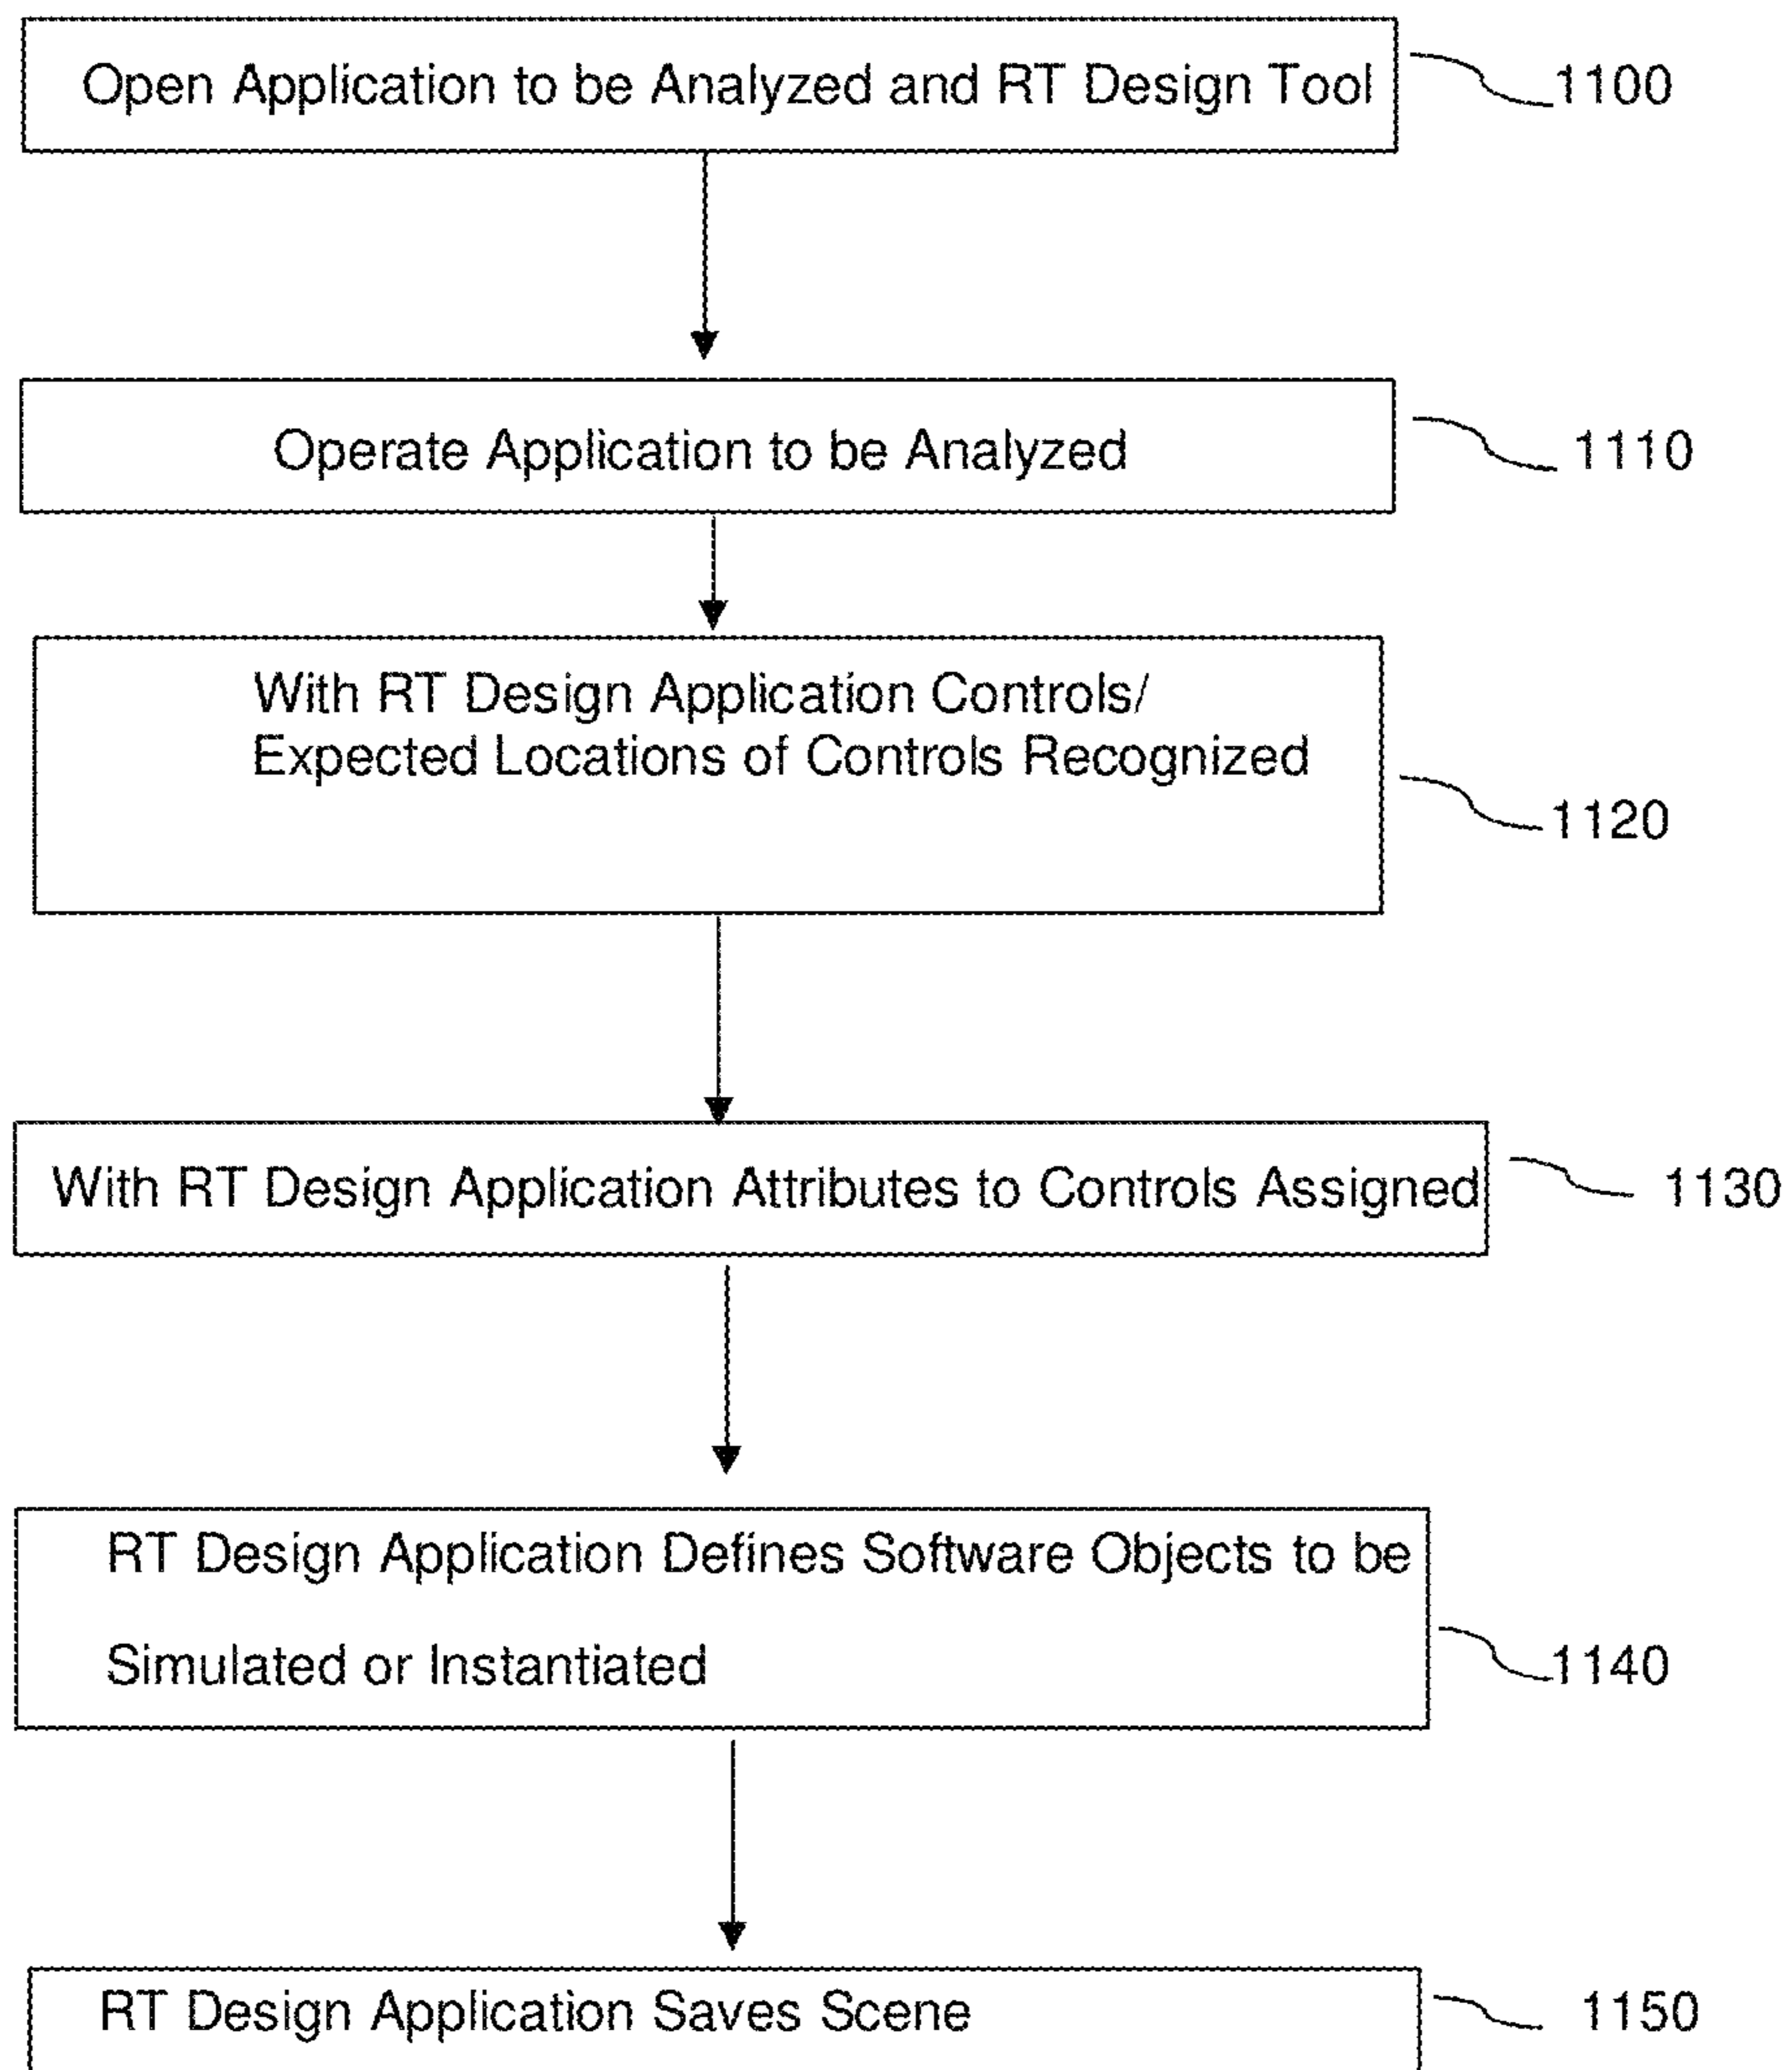 Open Application to be Analyzed and RT Design Tool
1100
Operate Application to be Analyzed
1110
With RT Design Application Controls/
Expected Locations of Controls Recognized
1120
With RT Design Application Attributes to Controls Assigned
1130
RT Design Application Defines Software Objects to be
Simulated or Instantiated
1140
RT Design Application Saves Scene
1150